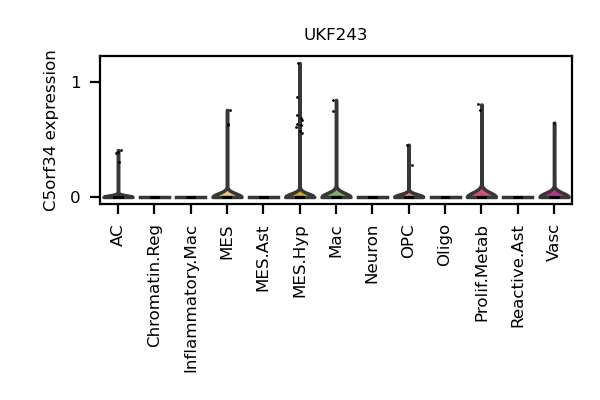 UKF243
C5orf34 expression
1
0
AC
Chromatin.Reg
Inflammatory.Mac
MES
MES.Ast
MES.Hyp
Mac
Neuron
OPC
Oligo
Prolif.Metab
Reactive.Ast
Vasc